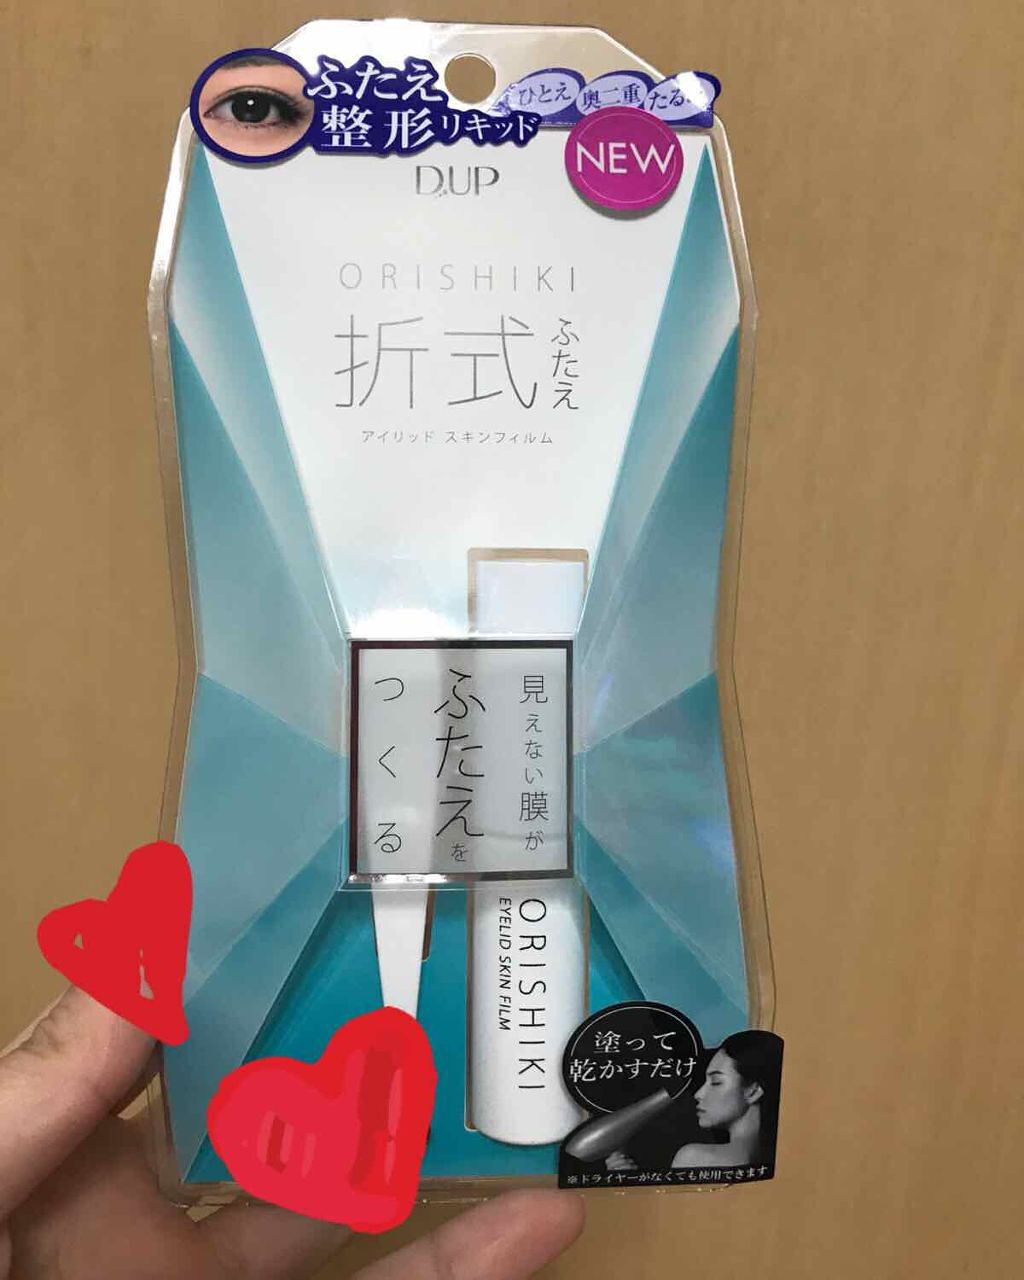 ふたえ
整形リキッド
ひとえ
奥二重
NEW
D.UP
ORISHIKI
折式
ふたえ
アイリッド スキンフィルム
見えない膜が
ふたえを
つくる
ORISHIKI
EYELID SKIN FILM
塗って
乾かすだけ
※ドライヤーがなくても使用できます